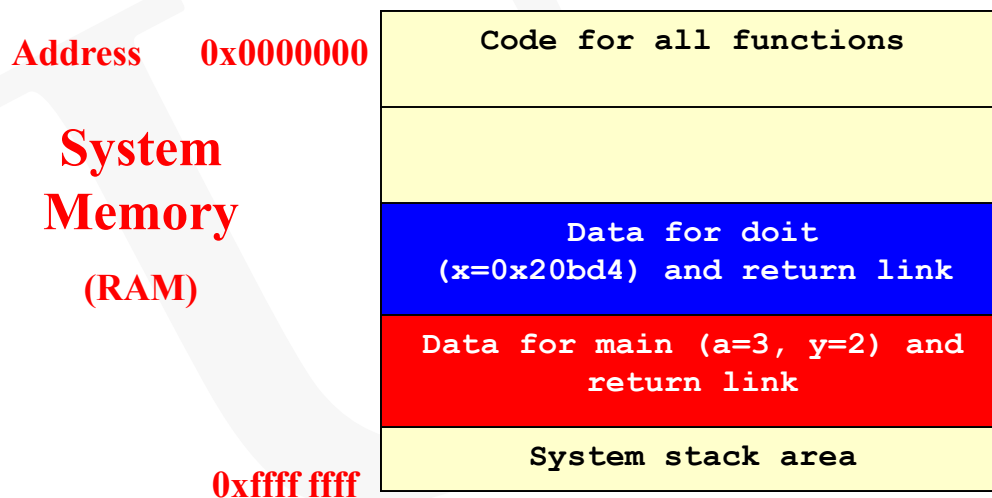 Address 0x0000000
Code for all functions
System
Memory
(RAM)
Data for doit
(x=0x20bd4) and return link
Data for main (a=3, y=2) and
return link
System stack area
0xffff ffff